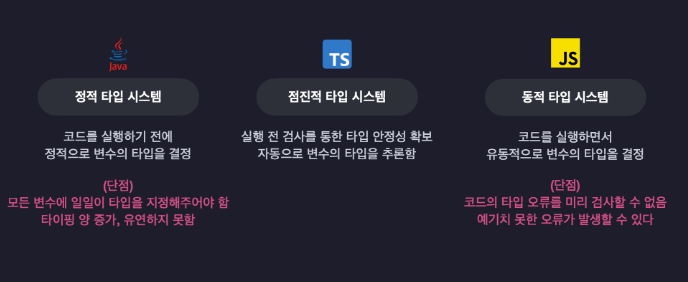 Java
TS
JS
정적 타입 시스템
점진적 타입 시스템
동적 타입 시스템
코드를 실행하기 전에
정적으로 변수의 타입을 결정
실행 전 검사를 통한 타입 안정성 확보
자동으로 변수의 타입을 추론함
코드를 실행하면서
유동적으로 변수의 타입을 결정
(단점)
모든 변수에 일일이 타입을 지정해주어야 함
타이핑 양 증가, 유연하지 못함
(단점)
코드의 타입 오류를 미리 검사할 수 없음
예기치 못한 오류가 발생할 수 있다